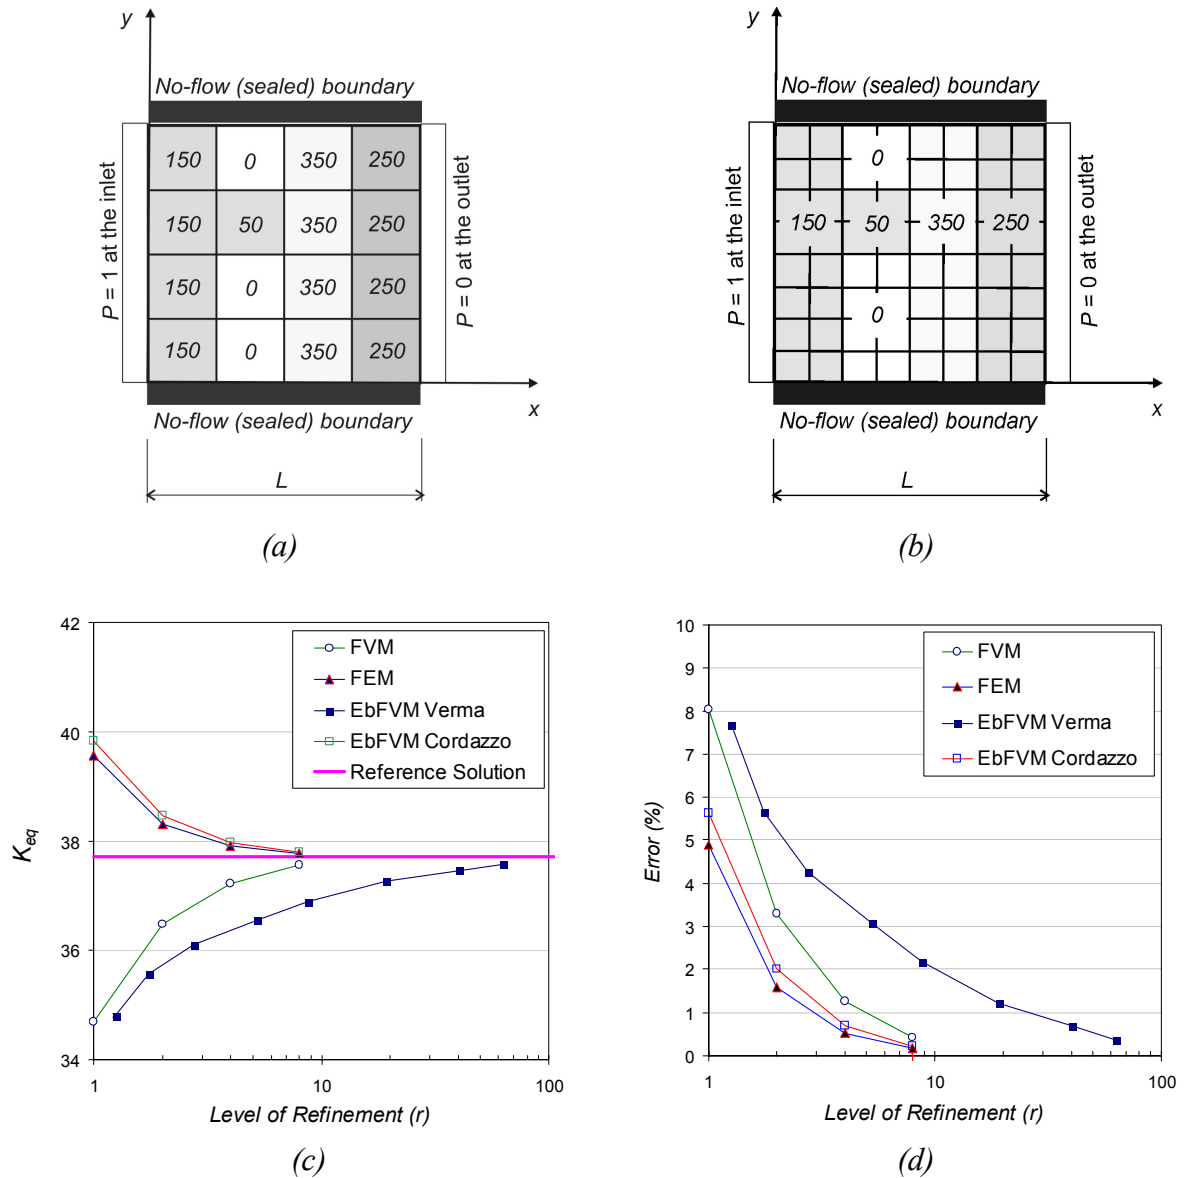 y
No-flow (sealed) boundary
P = 1 at the inlet
150 0 350 250
150 50 350 250
150 0 350 250
150 0 350 250
P = 0 at the outlet
x
No-flow (sealed) boundary
L
(a)
y
No-flow (sealed) boundary
P = 1 at the inlet
0
150 50 350 250
0
P = 0 at the outlet
x
No-flow (sealed) boundary
L
(b)
42
40
38
36
34
Keq
FVM
FEM
EbFVM Verma
EbFVM Cordazzo
Reference Solution
1 10 100
Level of Refinement (r)
(c)
10
9
8
7
6
5
4
3
2
1
0
Error (%)
FVM
FEM
EbFVM Verma
EbFVM Cordazzo
1 10 100
Level of Refinement (r)
(d)